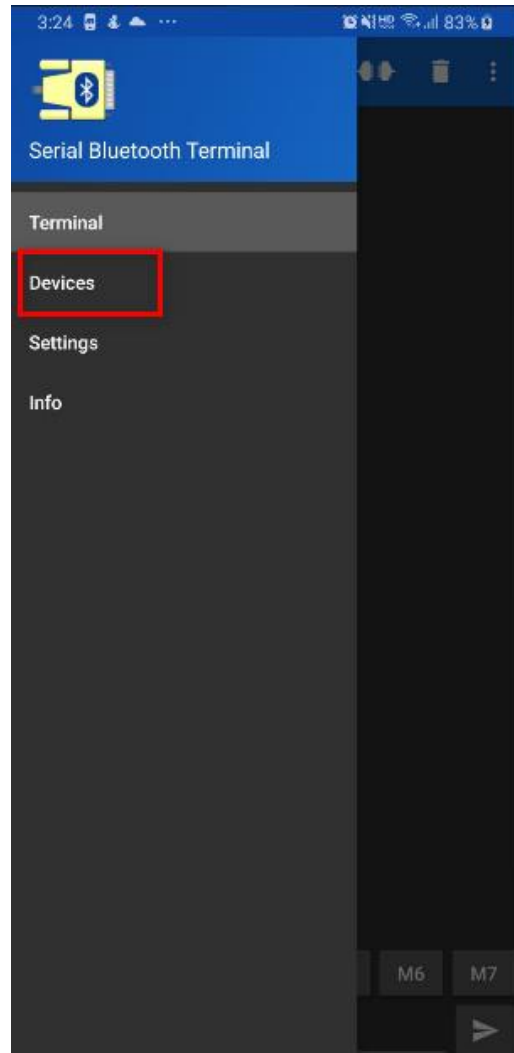 3:24 83%
Serial Bluetooth Terminal
Terminal
Devices
Settings
Info
M6 M7